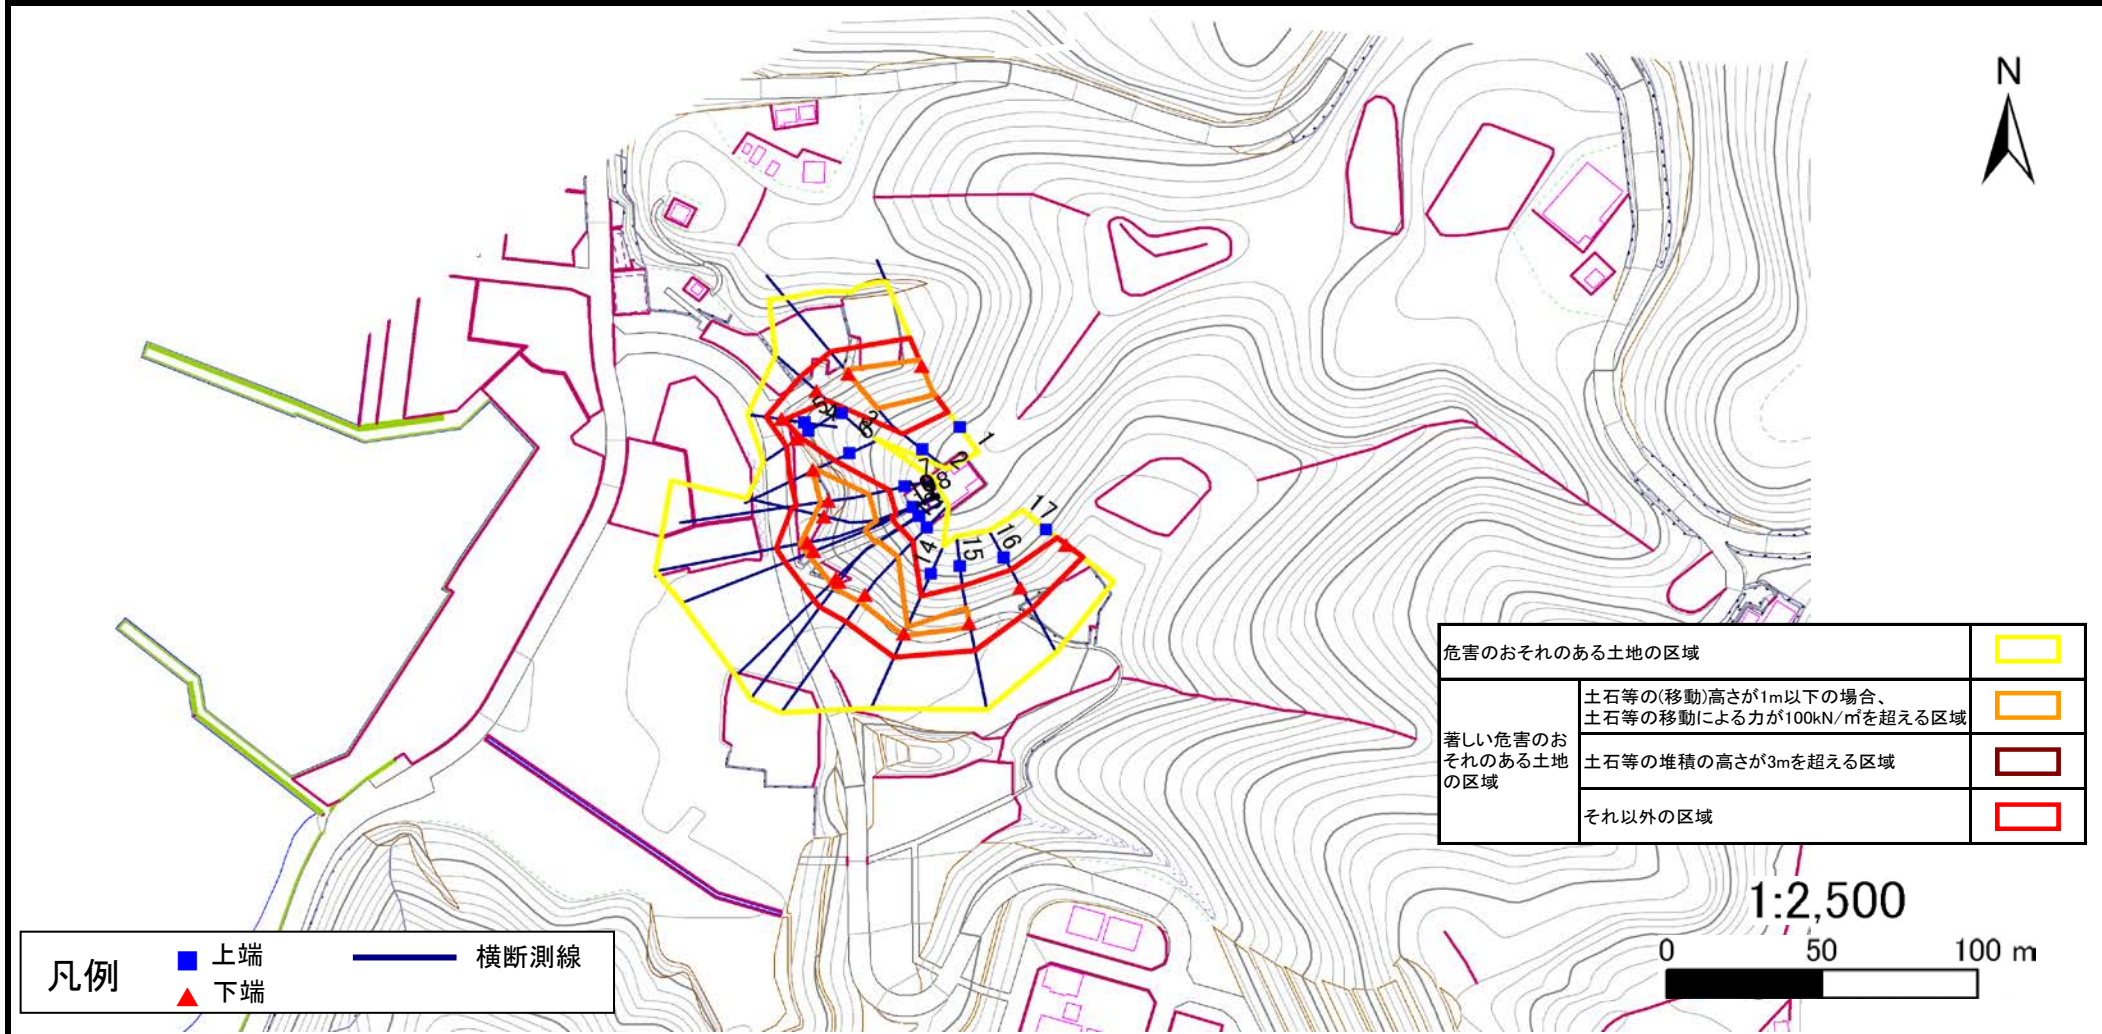 N
1
2
3
4
5
6
7
8
14
15
16
17
危害のおそれのある土地の区域
著しい危害のお
それのある土地
の区域
土石等の(移動)高さが1m以下の場合、
土石等の移動による力が100kN/㎡を超える区域
土石等の堆積の高さが3mを超える区域
それ以外の区域
1:2,500
0 50 100 m
凡例
上端
下端
横断測線